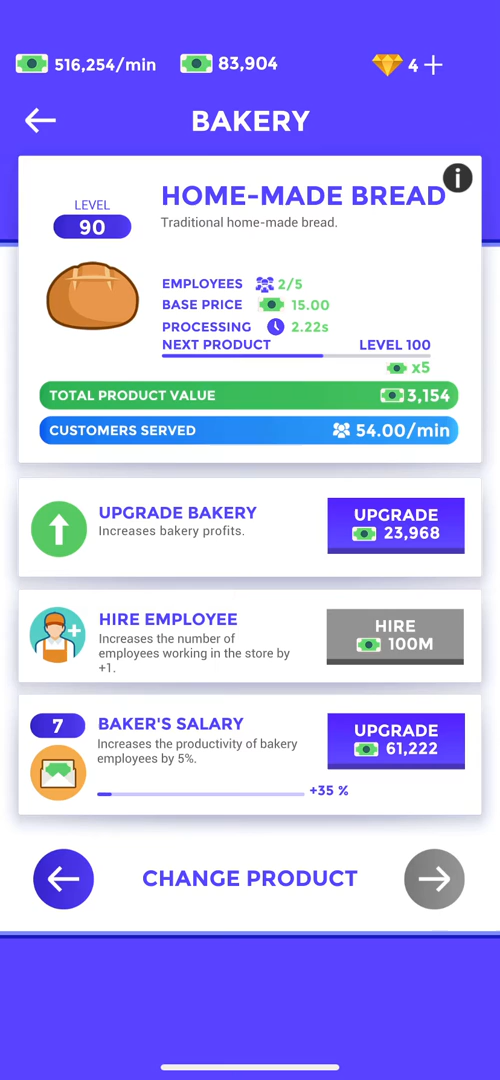 516,254/min 83,904 4
BAKERY
HOME-MADE BREAD
LEVEL
90
Traditional home-made bread.
EMPLOYEES 2/5
BASE PRICE 15.00
PROCESSING 2.22s
NEXT PRODUCT LEVEL 100
x5
TOTAL PRODUCT VALUE 3,154
CUSTOMERS SERVED 54.00/min
UPGRADE BAKERY
Increases bakery profits.
UPGRADE
23,968
HIRE EMPLOYEE
Increases the number of
employees working in the store by
+1.
HIRE
100M
7
BAKER'S SALARY
Increases the productivity of bakery
employees by 5%.
+35 %
UPGRADE
61,222
CHANGE PRODUCT